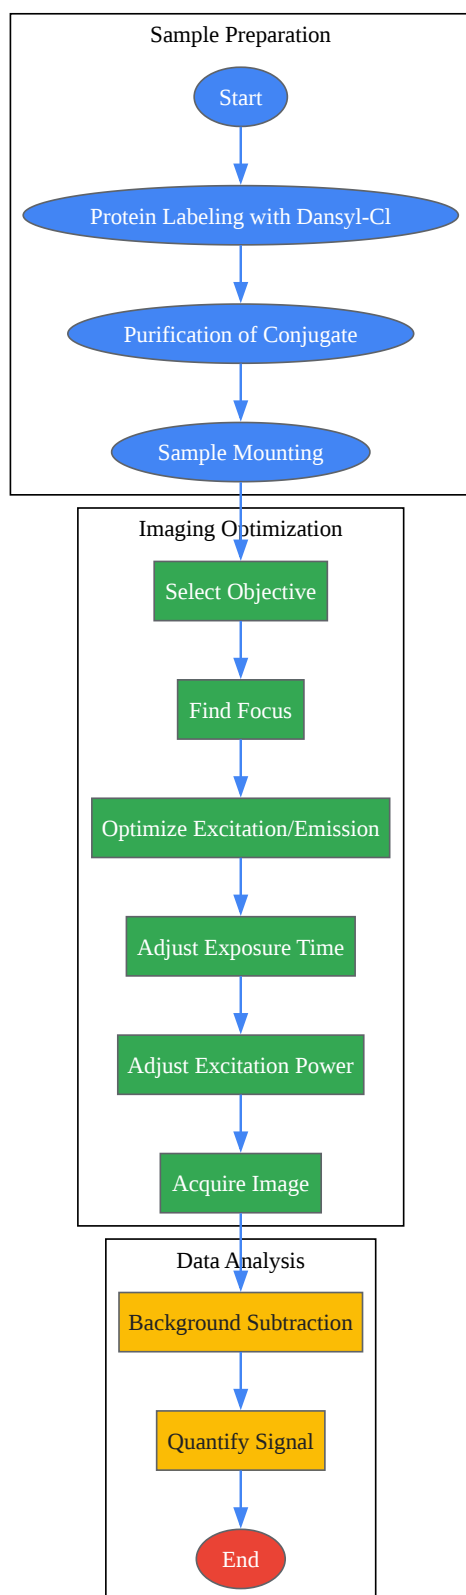 Sample Preparation
Start
Protein Labeling with Dansyl-Cl
Purification of Conjugate
Sample Mounting
Imaging Optimization
Select Objective
Find Focus
Optimize Excitation/Emission
Adjust Exposure Time
Adjust Excitation Power
Acquire Image
Data Analysis
Background Subtraction
Quantify Signal
End